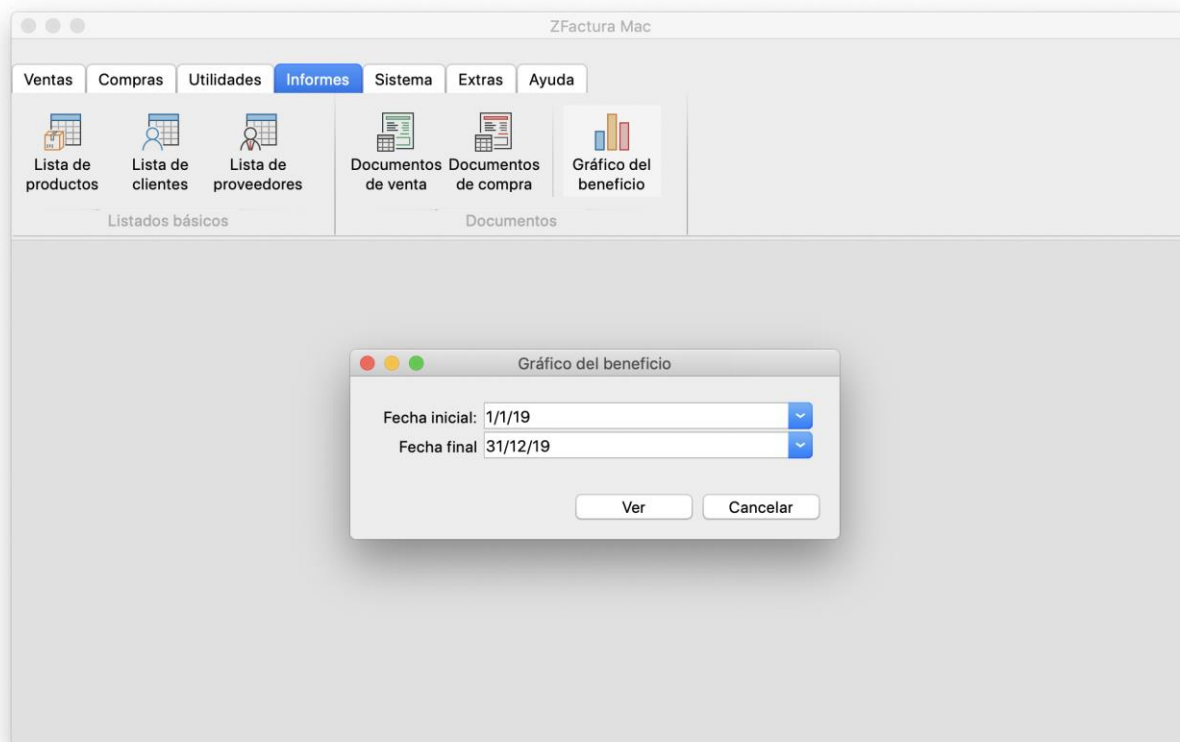 ZFactura Mac
Ventas Compras Utilidades Informes Sistema Extras Ayuda
Lista de productos
Lista de clientes
Lista de proveedores
Documentos de venta
Documentos de compra
Gráfico del beneficio
Listados básicos
Documentos
Gráfico del beneficio
Fecha inicial: 1/1/19
Fecha final 31/12/19
Ver Cancelar